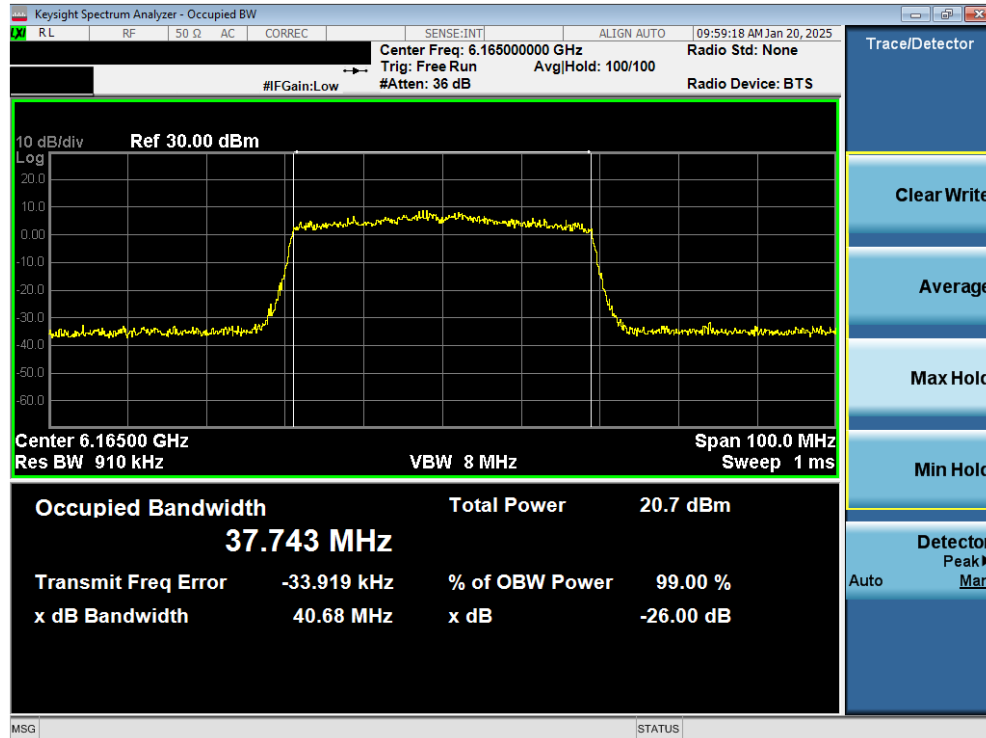 Keysight Spectrum Analyzer - Occupied BW
LXI RL RF 50 Ω AC CORREC SENSE:INT ALIGN AUTO 09:59:18 AM Jan 20, 2025
Center Freq: 6.165000000 GHz Radio Std: None
Trig: Free Run Avg|Hold: 100/100
#IFGain:Low #Atten: 36 dB Radio Device: BTS
Trace/Detector
10 dB/div Ref 30.00 dBm
Log
20.0
10.0
0.00
-10.0
-20.0
-30.0
-40.0
-50.0
-60.0
Center 6.16500 GHz Span 100.0 MHz
Res BW 910 kHz VBW 8 MHz Sweep 1 ms
Occupied Bandwidth Total Power 20.7 dBm
37.743 MHz
Transmit Freq Error -33.919 kHz % of OBW Power 99.00 %
x dB Bandwidth 40.68 MHz x dB -26.00 dB
Clear Write
Average
Max Hold
Min Hold
Detector
Peak
Auto Man
MSG STATUS